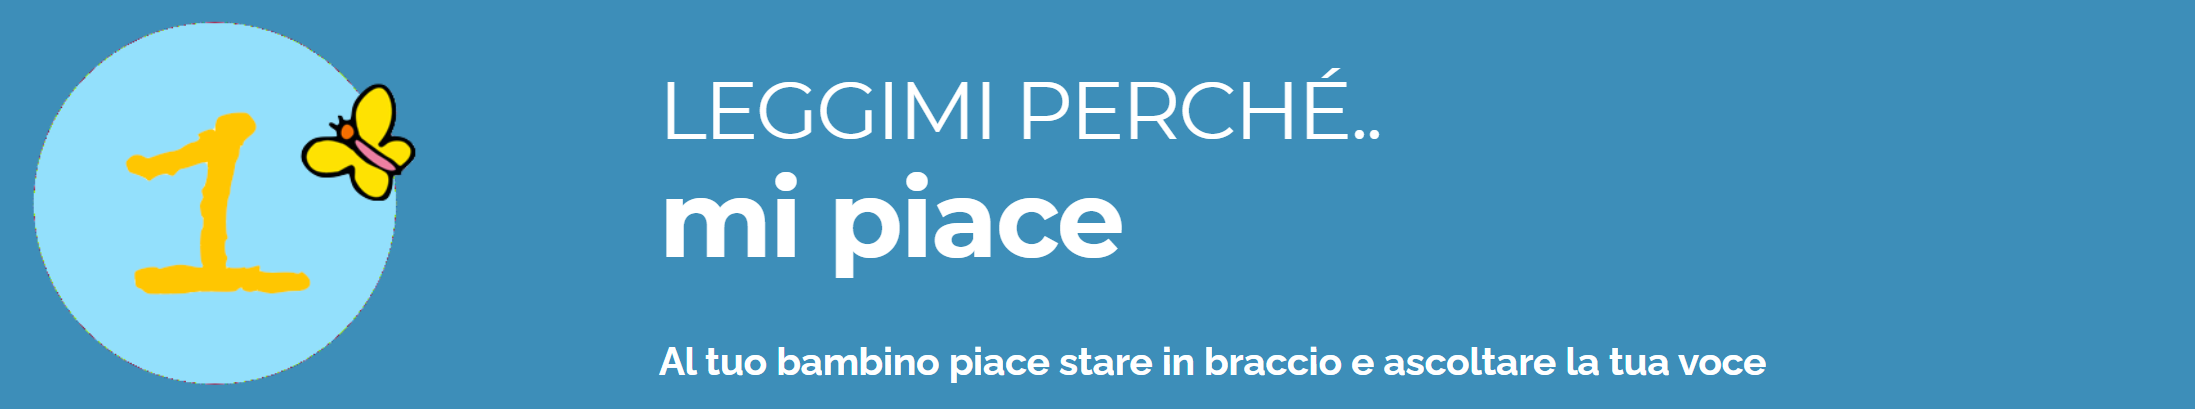 1
LEGGIMI PERCHÉ..
mi piace
Al tuo bambino piace stare in braccio e ascoltare la tua voce